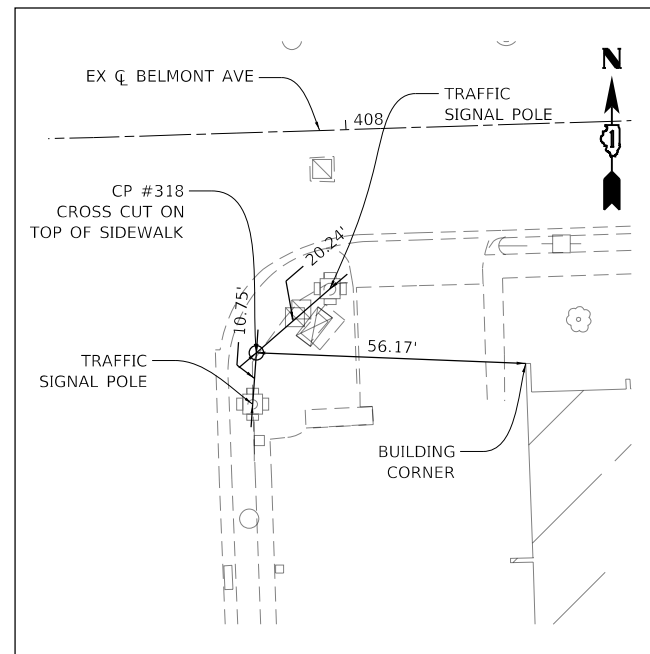 EX ℄ BELMONT AVE
408
TRAFFIC
SIGNAL POLE
N
1
CP #318
CROSS CUT ON
TOP OF SIDEWALK
20.24'
10.75'
56.17'
TRAFFIC
SIGNAL POLE
BUILDING
CORNER